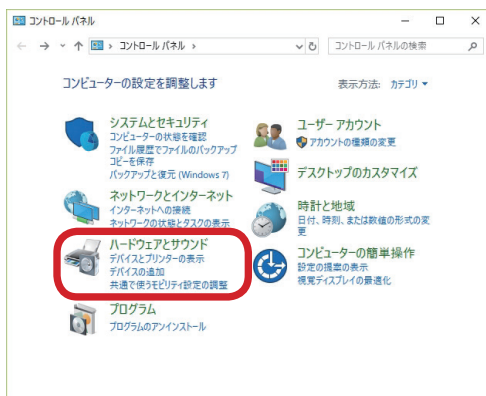 コントロール パネル
コントロール パネル
コントロール パネルの検索
コンピューターの設定を調整します
表示方法: カテゴリ
システムとセキュリティ
コンピューターの状態を確認
ファイル履歴でファイルのバックアップ
コピーを保存
バックアップと復元 (Windows 7)
ネットワークとインターネット
インターネットへの接続
ネットワークの状態とタスクの表示
ハードウェアとサウンド
デバイスとプリンターの表示
デバイスの追加
共通で使うモビリティ設定の調整
プログラム
プログラムのアンインストール
ユーザー アカウント
アカウントの種類の変更
デスクトップのカスタマイズ
時計と地域
日付、時刻、または数値の形式の変
更
コンピューターの簡単操作
設定の提案の表示
視覚ディスプレイの最適化